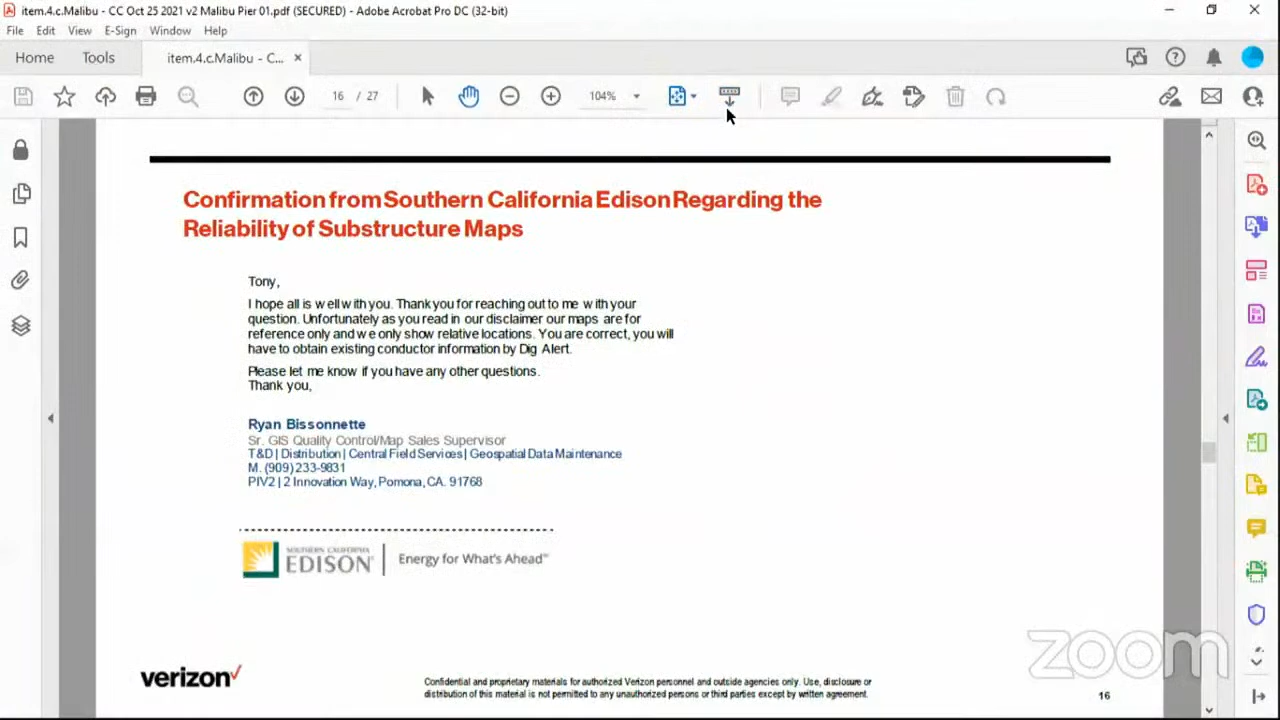 item.4.c.Malibu - CC Oct 25 2021 v2 Malibu Pier 01.pdf (SECURED) - Adobe Acrobat Pro DC (32-bit)
File Edit View E-Sign Window Help
Home Tools item.4.c.Malibu - C... ×
16 / 27 104%
Confirmation from Southern California Edison Regarding the
Reliability of Substructure Maps
Tony,
I hope all is well with you. Thank you for reaching out to me with your
question. Unfortunately as you read in our disclaimer our maps are for
reference only and we only show relative locations. You are correct, you will
have to obtain existing conductor information by Dig Alert.
Please let me know if you have any other questions.
Thank you,
Ryan Bissonnette
Sr. GIS Quality Control/Map Sales Supervisor
T&D | Distribution | Central Field Services | Geospatial Data Maintenance
M. (909) 233-9831
PIV2 | 2 Innovation Way, Pomona, CA. 91768
SOUTHERN CALIFORNIA
EDISON® Energy for What's Ahead℠
zoom
verizon✓
Confidential and proprietary materials for authorized Verizon personnel and outside agencies only. Use, disclosure or
distribution of this material is not permitted to any unauthorized persons or third parties except by written agreement.
16